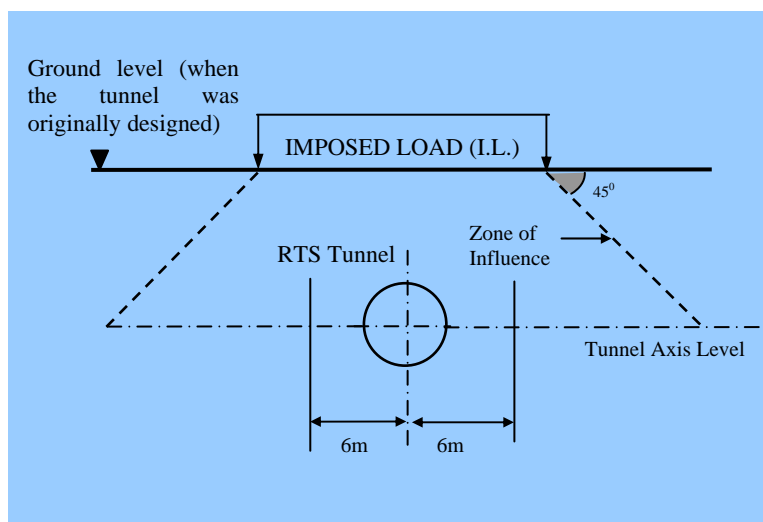 Ground level (when
the tunnel was
originally designed)
IMPOSED LOAD (I.L.)
45⁰
Zone of
Influence
RTS Tunnel
Tunnel Axis Level
6m 6m